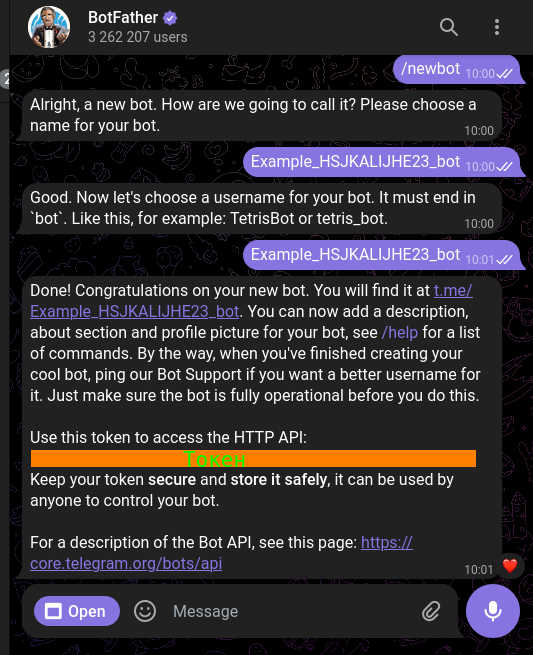 BotFather
3 262 207 users
2
/newbot 10:00
Alright, a new bot. How are we going to call it? Please choose a
name for your bot.
10:00
Example_HSJKALIJHE23_bot 10:00
Good. Now let's choose a username for your bot. It must end in
`bot`. Like this, for example: TetrisBot or tetris_bot.
10:00
Example_HSJKALIJHE23_bot 10:01
Done! Congratulations on your new bot. You will find it at t.me/
Example_HSJKALIJHE23_bot. You can now add a description,
about section and profile picture for your bot, see /help for a list
of commands. By the way, when you've finished creating your
cool bot, ping our Bot Support if you want a better username for
it. Just make sure the bot is fully operational before you do this.
Use this token to access the HTTP API:
Токен
Keep your token secure and store it safely, it can be used by
anyone to control your bot.
For a description of the Bot API, see this page: https://
core.telegram.org/bots/api
10:01
Open
Message